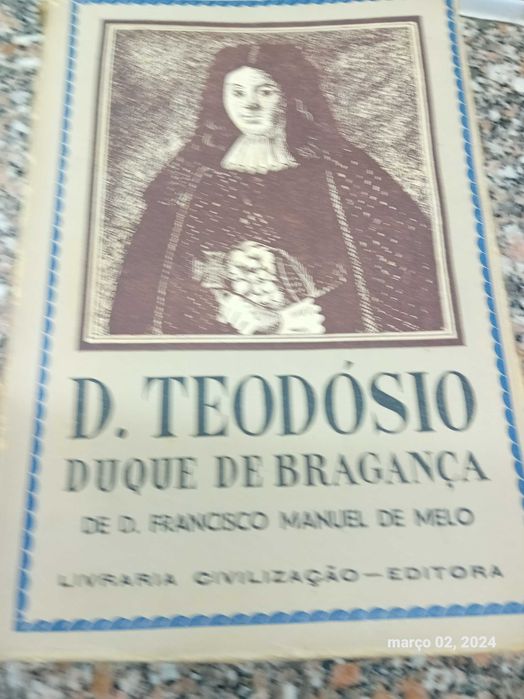 D. TEODÓSIO
DUQUE DE BRAGANÇA
DE D. FRANCISCO MANUEL DE MELO
LIVRARIA CIVILIZAÇÃO—EDITORA
março 02, 2024